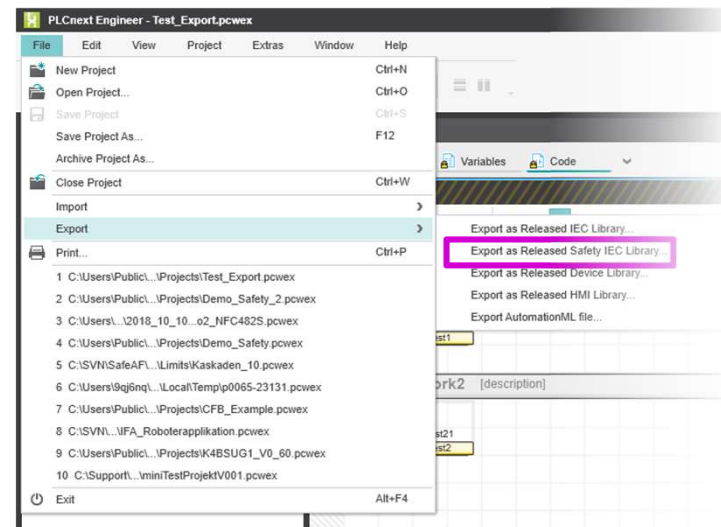 PLCnext Engineer - Test_Export.pcwex
File Edit View Project Extras Window Help
New Project Ctrl+N
Open Project... Ctrl+O
Save Project Ctrl+S
Save Project As... F12
Archive Project As...
Variables Code
Close Project Ctrl+W
Import
Export
Export as Released IEC Library...
Export as Released Safety IEC Library...
Export as Released Device Library...
Export as Released HMI Library...
Export AutomationML file...
Print... Ctrl+P
1 C:\Users\Public\...\Projects\Test_Export.pcwex
2 C:\Users\Public\...\Projects\Demo_Safety_2.pcwex
3 C:\Users\...\2018_10_10...o2_NFC482S.pcwex
4 C:\Users\Public\...\Projects\Demo_Safety.pcwex
est1
5 C:\SVN\SafeAF\...\Limits\Kaskaden_10.pcwex
6 C:\Users\9qj6nq\...\Local\Temp\p0065-23131.pcwex
ork2 [description]
7 C:\Users\Public\...\Projects\CFB_Example.pcwex
8 C:\SVN\...\IFA_Roboterapplikation.pcwex
st21
9 C:\Users\Public\...\Projects\K4BSUG1_V0_60.pcwex
est2
10 C:\Support\...\miniTestProjektV001.pcwex
Exit Alt+F4